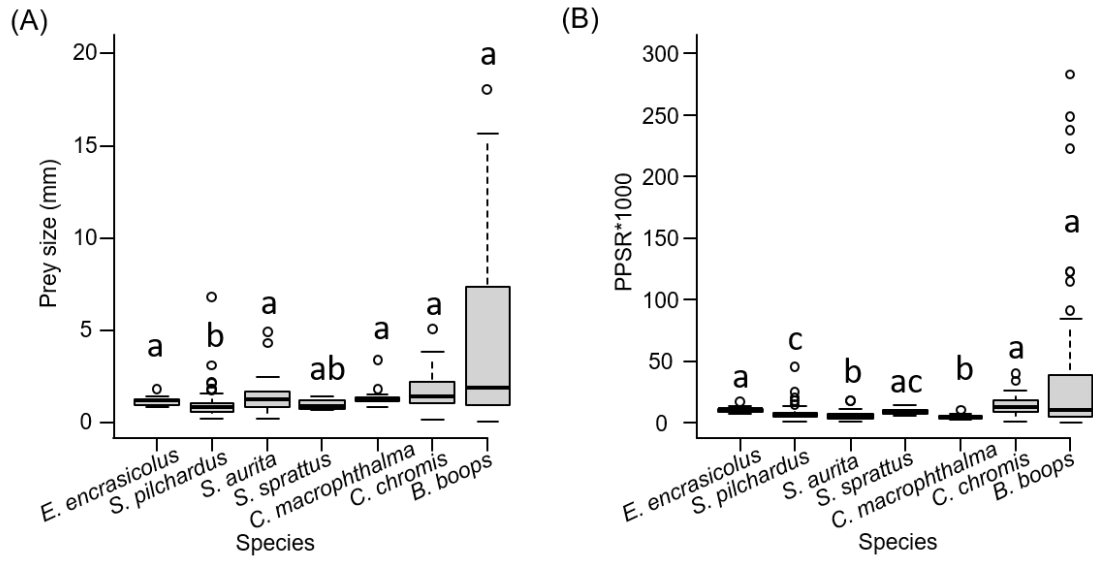 (A)
Prey size (mm)
20
15
10
5
0
a
b
a
ab
a
a
a
E. encrasicolus
S. pilchardus
S. aurita
S. sprattus
C. macrophthalma
C. chromis
B. boops
Species
(B)
PPSR*1000
300
250
200
150
100
50
0
a
c
b
ac
b
a
a
E. encrasicolus
S. pilchardus
S. aurita
S. sprattus
C. macrophthalma
C. chromis
B. boops
Species